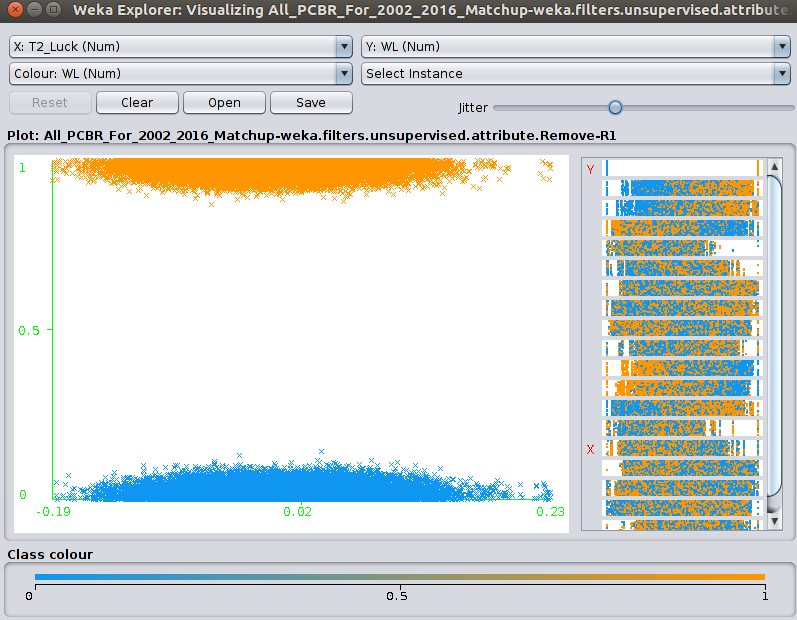 Weka Explorer: Visualizing All_PCBR_For_2002_2016_Matchup-weka.filters.unsupervised.attribute
X: T2_Luck (Num) Y: WL (Num)
Colour: WL (Num) Select Instance
Reset Clear Open Save Jitter
Plot: All_PCBR_For_2002_2016_Matchup-weka.filters.unsupervised.attribute.Remove-R1
1
Y
0.5
X
0
-0.19 0.02 0.23
Class colour
0 0.5 1